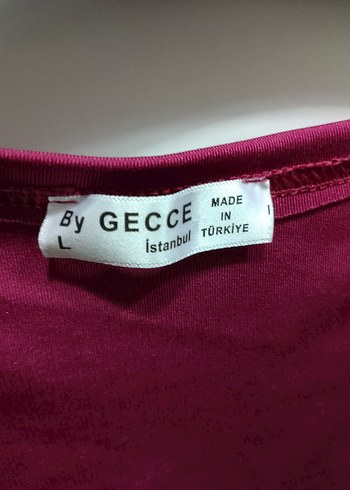 By GECCE
İstanbul
L
MADE
IN
TÜRKİYE